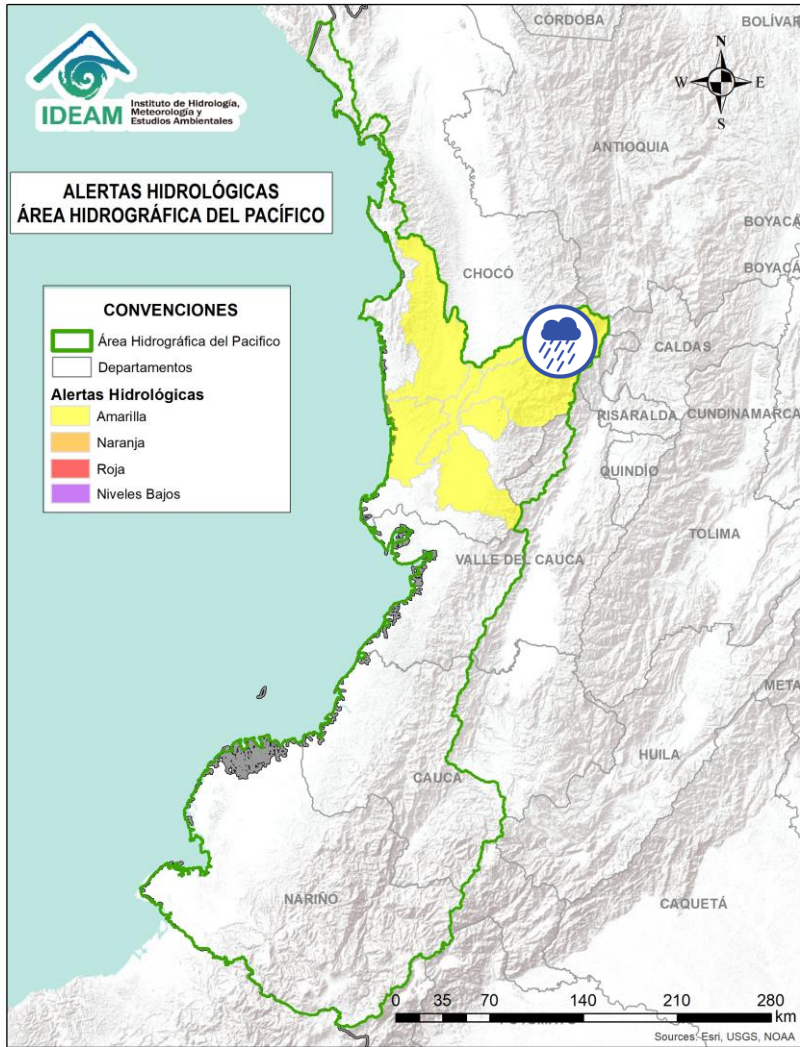 CÓRDOBA
BOLÍVAR
N
W E
S
IDEAM
Instituto de Hidrología,
Meteorología y
Estudios Ambientales
ANTIOQUIA
ALERTAS HIDROLÓGICAS
ÁREA HIDROGRÁFICA DEL PACÍFICO
BOYACÁ
BOYACÁ
CHOCÓ
CONVENCIONES
Área Hidrográfica del Pacifico
Departamentos
Alertas Hidrológicas
Amarilla
Naranja
Roja
Niveles Bajos
CALDAS
RISARALDA
CUNDINAMARCA
QUINDÍO
TOLIMA
VALLE DEL CAUCA
META
HUILA
CAUCA
NARIÑO
CAQUETÁ
0 35 70 140 210 280
km
Sources: Esri, USGS, NOAA